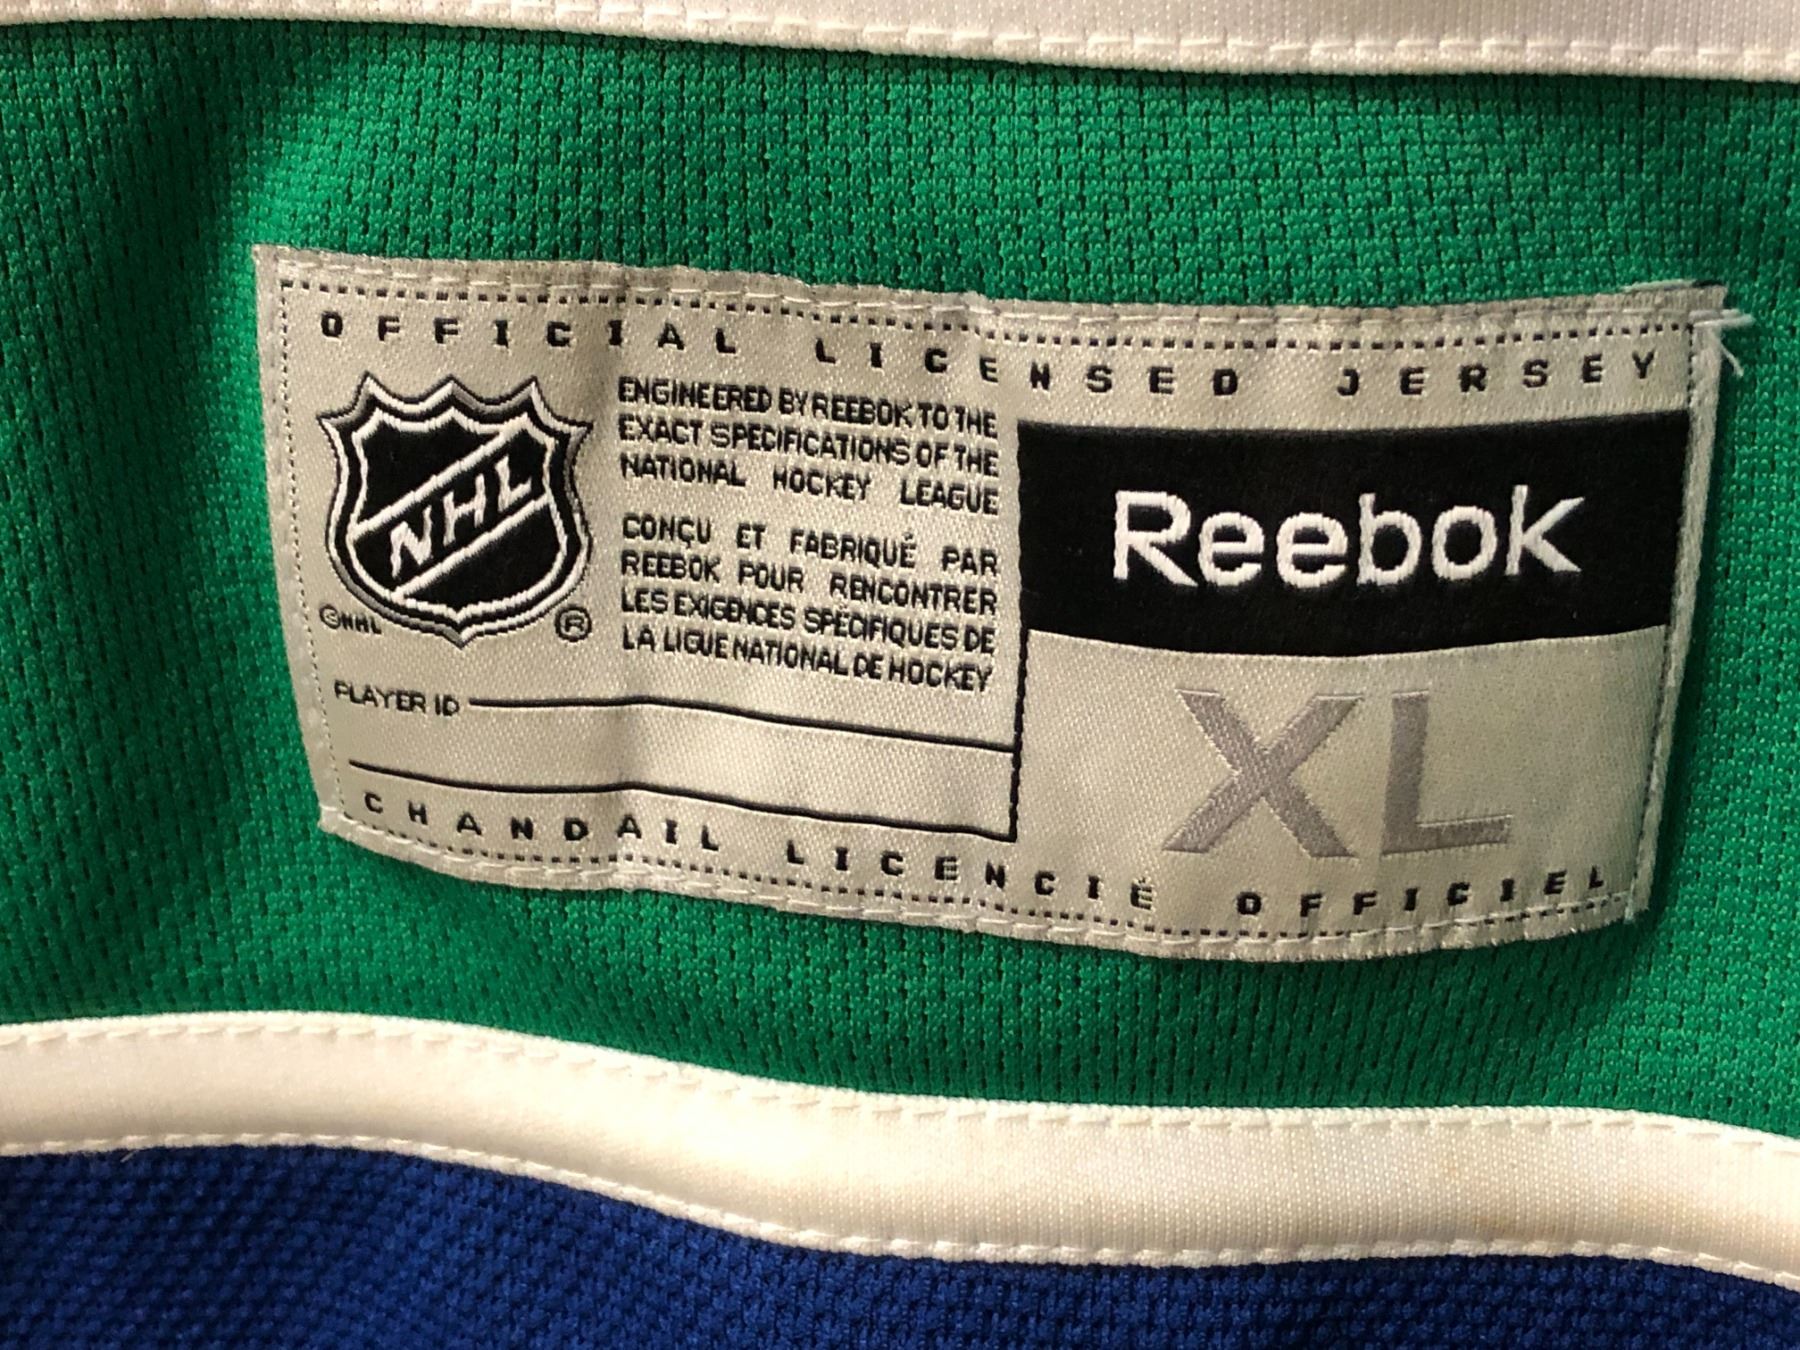 OFFICIAL LICENSED JERSEY
NHL
©NHL ®
ENGINEERED BY REEBOK TO THE
EXACT SPECIFICATIONS OF THE
NATIONAL HOCKEY LEAGUE
CONÇU ET FABRIQUÉ PAR
REEBOK POUR RENCONTRER
LES EXIGENCES SPÉCIFIQUES DE
LA LIGUE NATIONAL DE HOCKEY
PLAYER ID
Reebok
XL
CHANDAIL LICENCIÉ OFFICIEL